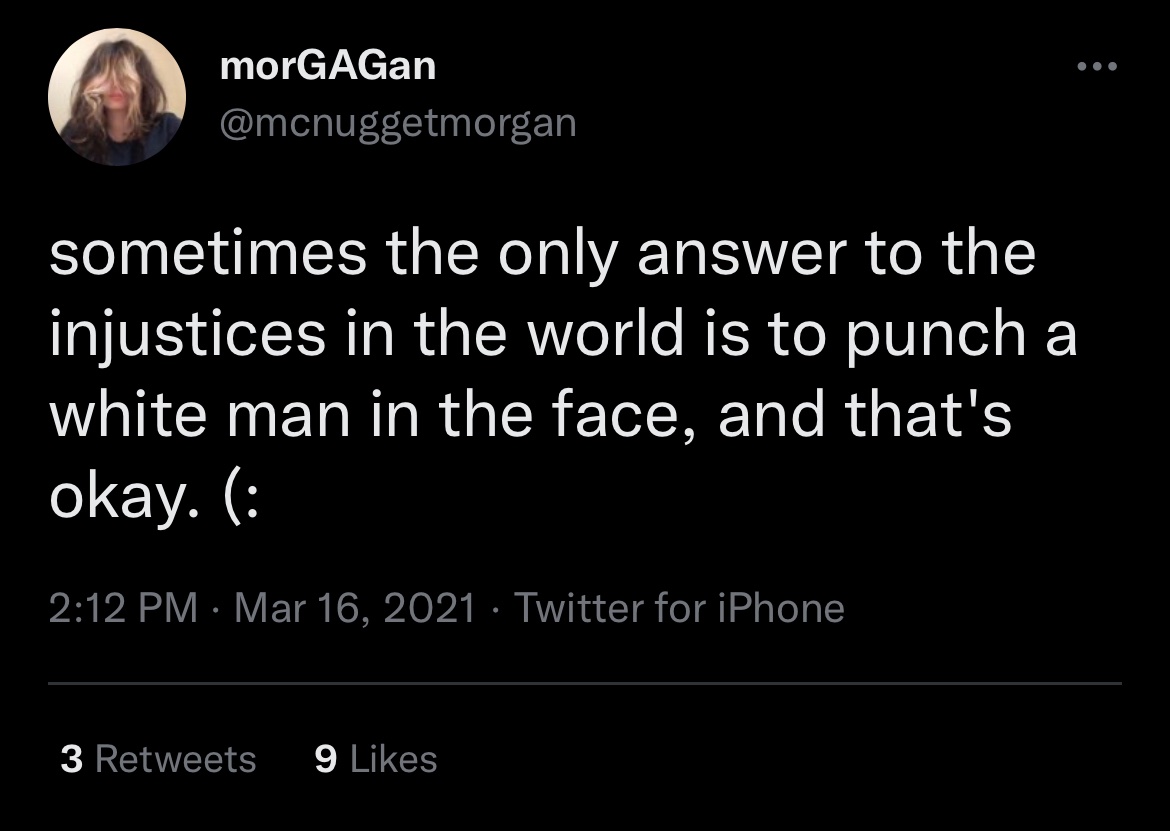 morGAGan
@mcnuggetmorgan
sometimes the only answer to the
injustices in the world is to punch a
white man in the face, and that's
okay. (:
2:12 PM · Mar 16, 2021 · Twitter for iPhone
3 Retweets 9 Likes